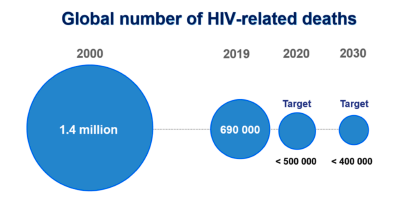 Global number of HIV-related deaths
2000 2019 2020 2030
Target Target
1.4 million 690 000
< 500 000 < 400 000